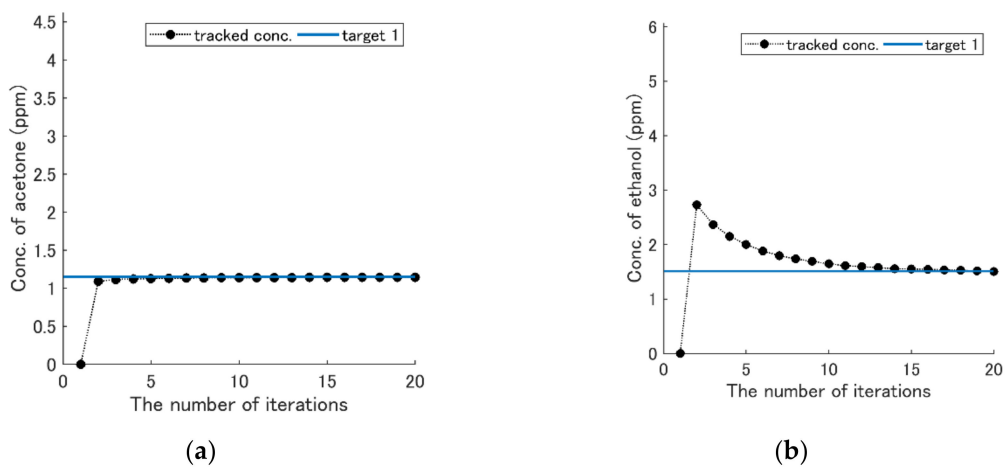 4.5
4
3.5
3
2.5
2
1.5
1
0.5
0
Conc. of acetone (ppm)
tracked conc. target 1
0 5 10 15 20
The number of iterations
(a)
6
5
4
3
2
1
0
Conc. of ethanol (ppm)
tracked conc. target 1
0 5 10 15 20
The number of iterations
(b)